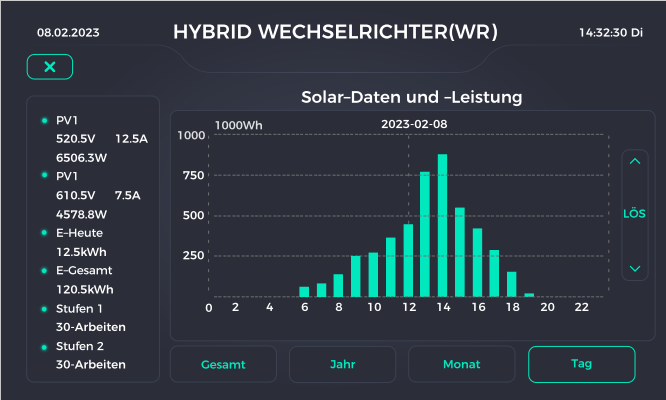 08.02.2023
HYBRID WECHSELRICHTER(WR)
14:32:30 Di
Solar-Daten und -Leistung
PV1
520.5V 12.5A
6506.3W
PV1
610.5V 7.5A
4578.8W
E-Heute
12.5kWh
E-Gesamt
120.5kWh
Stufen 1
30-Arbeiten
Stufen 2
30-Arbeiten
1000Wh
2023-02-08
1000
750
500
250
0 2 4 6 8 10 12 14 16 18 20 22
LÖS
Gesamt
Jahr
Monat
Tag